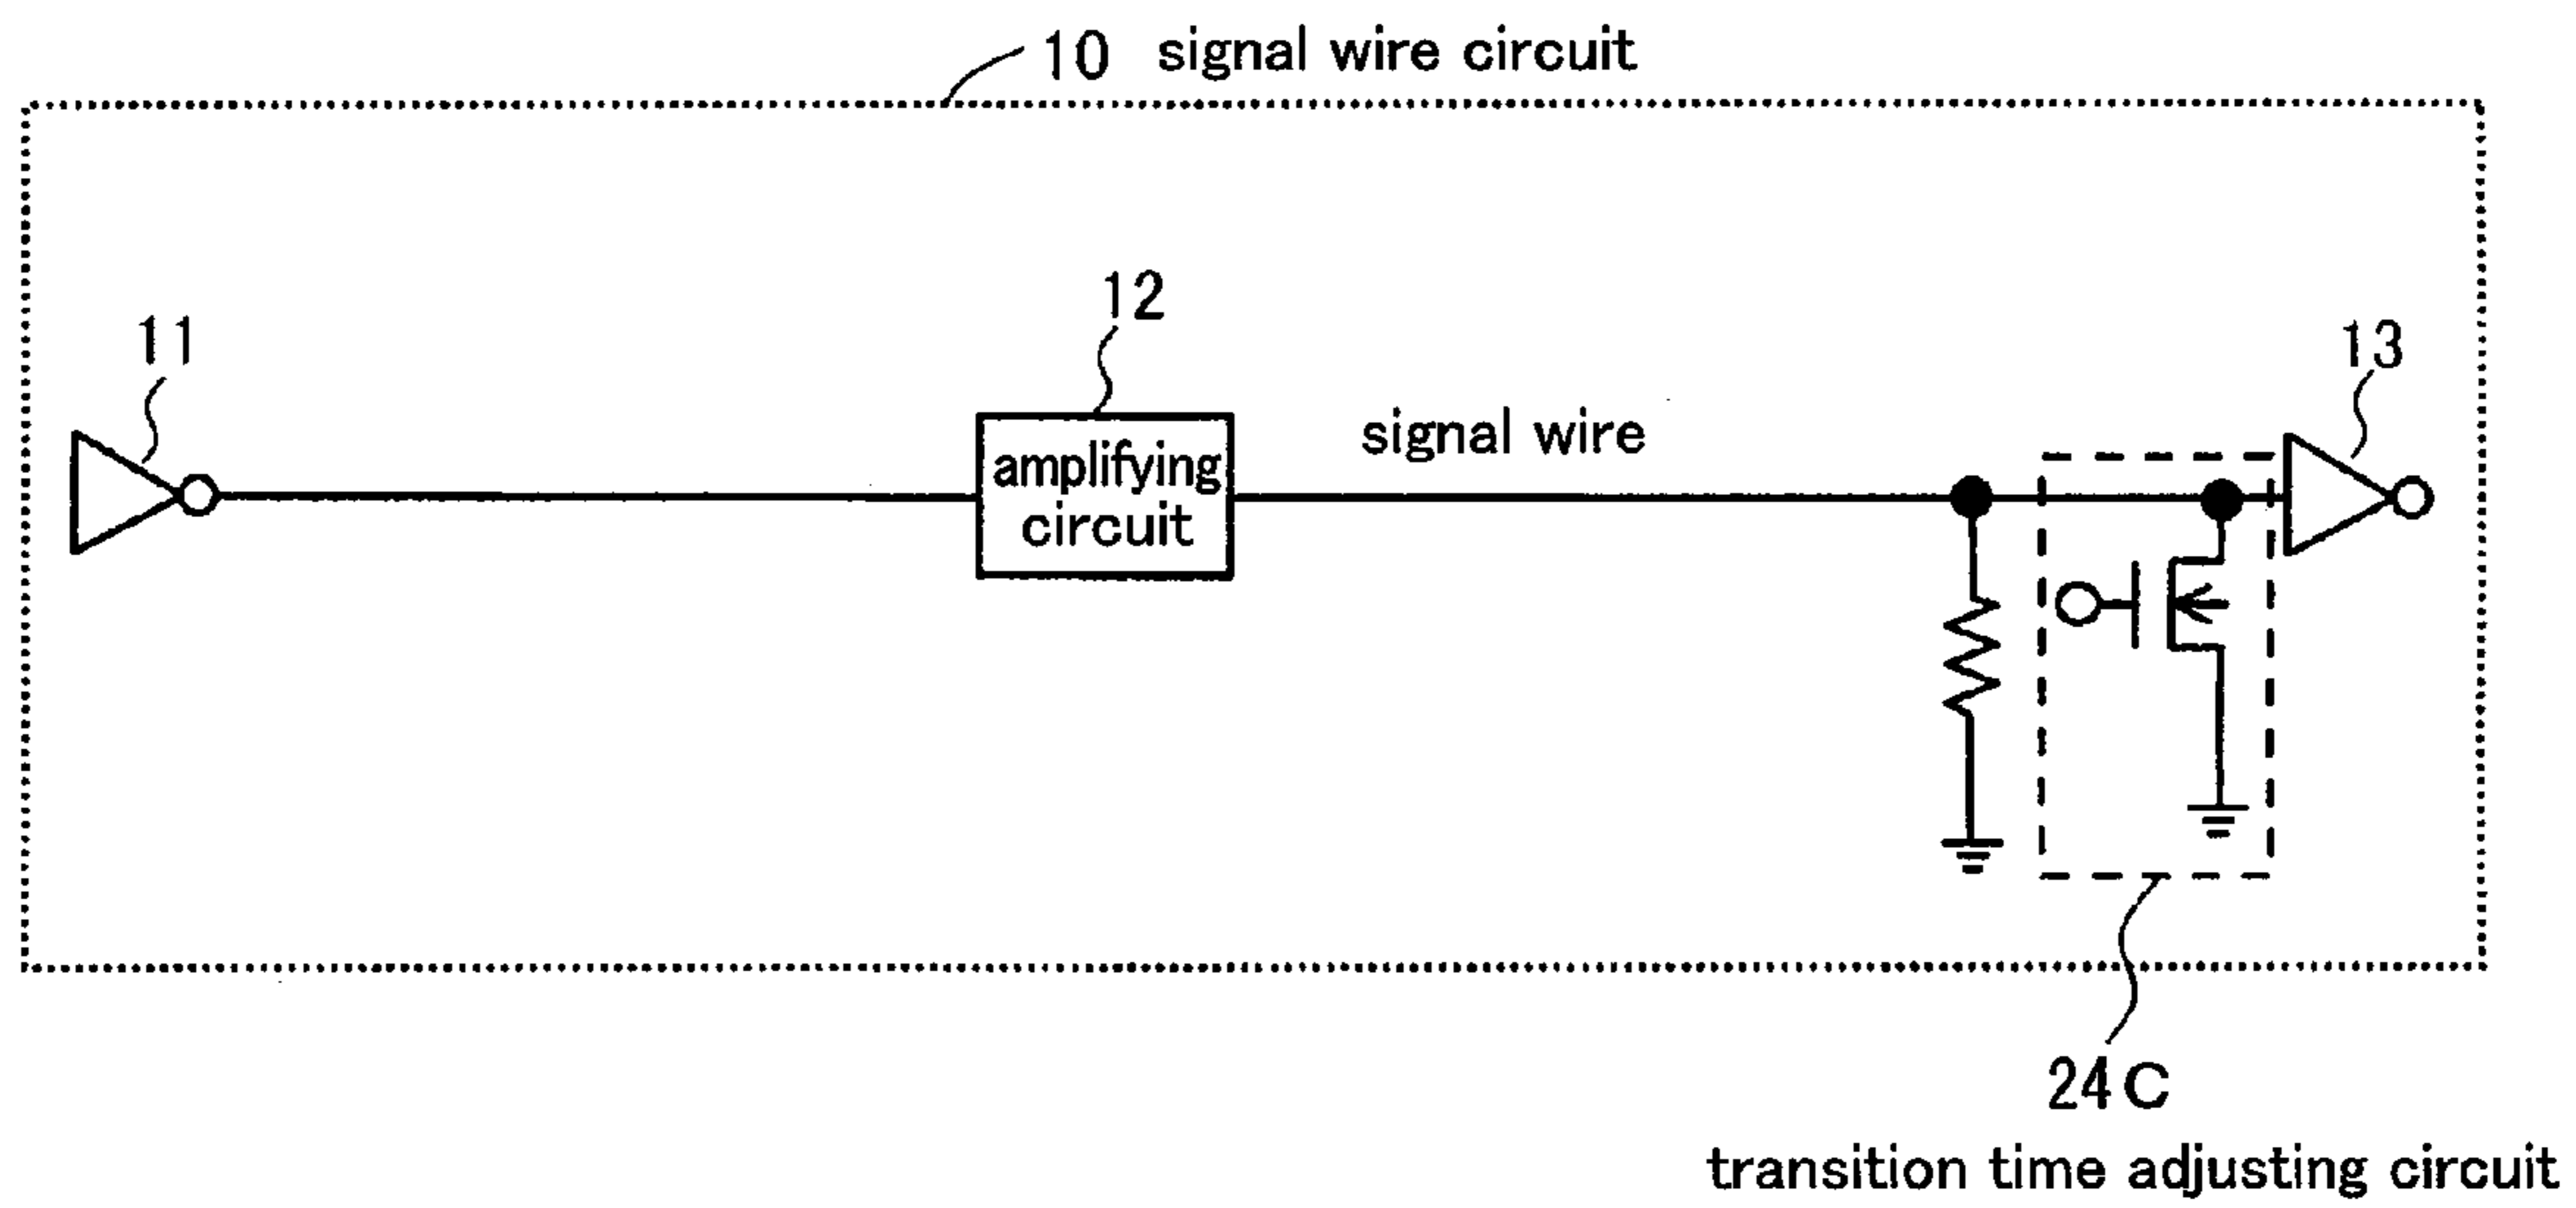 10 signal wire circuit
12
11
13
signal wire
amplifying
circuit
24C
transition time adjusting circuit